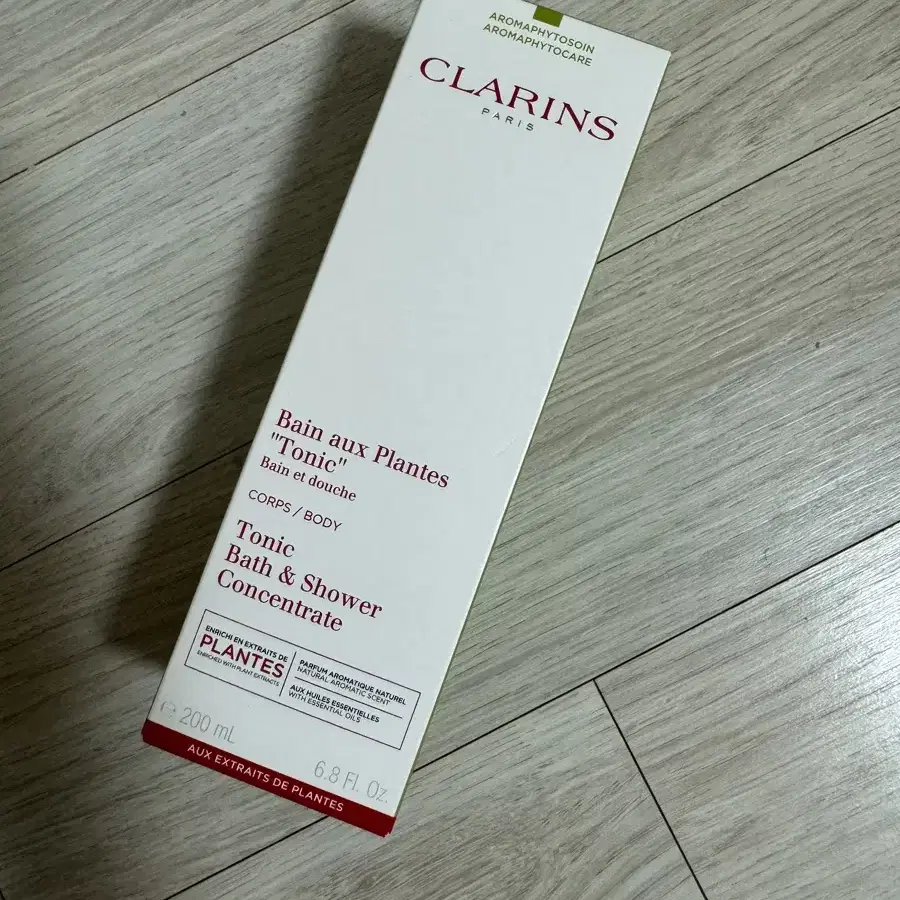 AROMAPHYTOSOIN
AROMAPHYTOCARE
CLARINS
PARIS
Bain aux Plantes
"Tonic"
Bain et douche
CORPS / BODY
Tonic
Bath & Shower
Concentrate
ENRICHI EN EXTRAITS DE
PLANTES
ENRICHED WITH PLANT EXTRACTS
PARFUM AROMATIQUE NATUREL
NATURAL AROMATIC SCENT
AUX HUILES ESSENTIELLES
WITH ESSENTIAL OILS
℮ 200 mL
6.8 Fl. Oz.
AUX EXTRAITS DE PLANTES